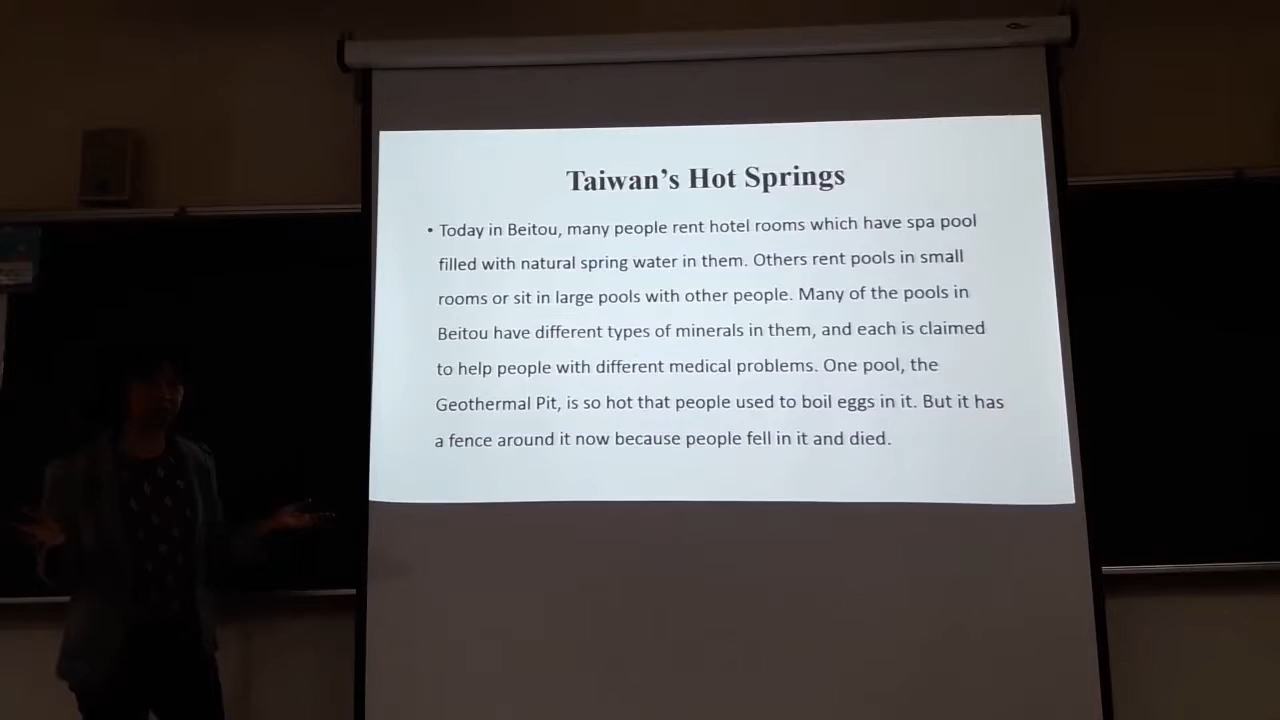 Taiwan's Hot Springs
• Today in Beitou, many people rent hotel rooms which have spa pool
filled with natural spring water in them. Others rent pools in small
rooms or sit in large pools with other people. Many of the pools in
Beitou have different types of minerals in them, and each is claimed
to help people with different medical problems. One pool, the
Geothermal Pit, is so hot that people used to boil eggs in it. But it has
a fence around it now because people fell in it and died.